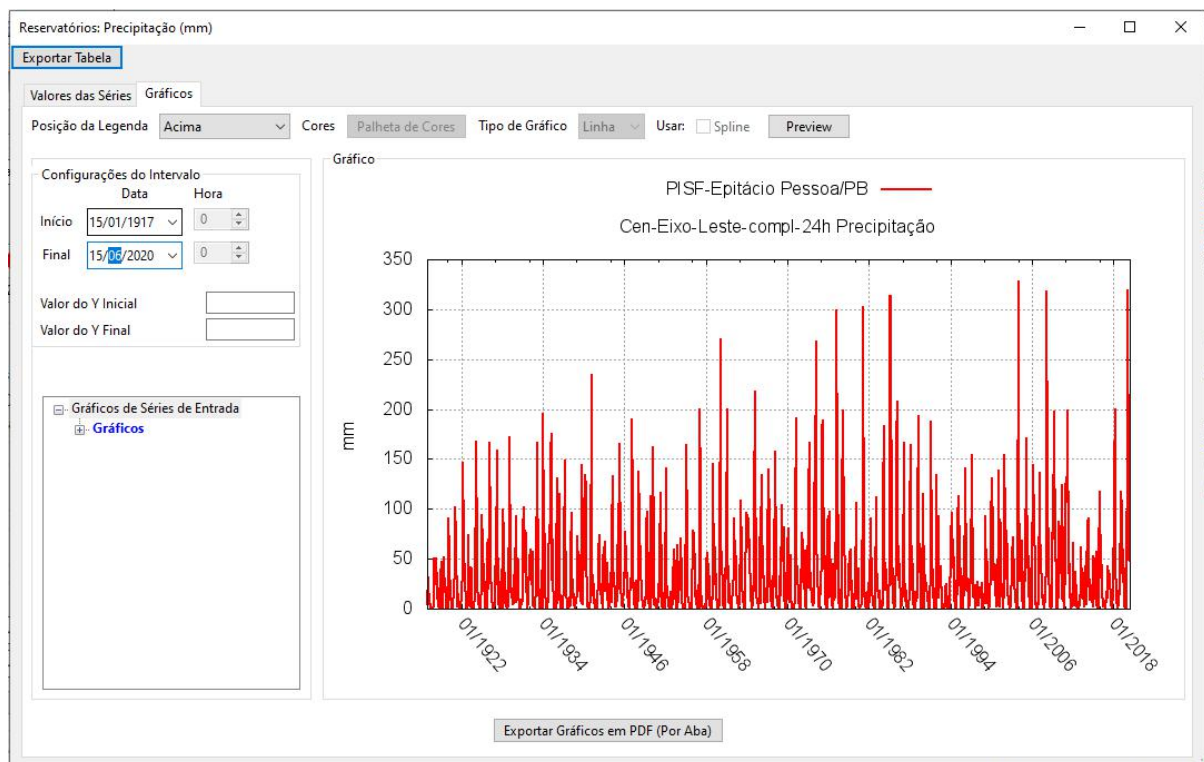 Reservatórios: Precipitação (mm)
Exportar Tabela
Valores das Séries Gráficos
Posição da Legenda Acima Cores Palheta de Cores Tipo de Gráfico Linha Usar: Spline Preview
Configurações do Intervalo
Data Hora
Início 15/01/1917 0
Final 15/06/2020 0
Valor do Y Inicial
Valor do Y Final
Gráficos de Séries de Entrada
Gráficos
Gráfico
PISF-Epitácio Pessoa/PB
Cen-Eixo-Leste-compl-24h Precipitação
350
300
250
200
150
100
50
0
mm
01/1922 01/1934 01/1946 01/1958 01/1970 01/1982 01/1994 01/2006 01/2018
Exportar Gráficos em PDF (Por Aba)